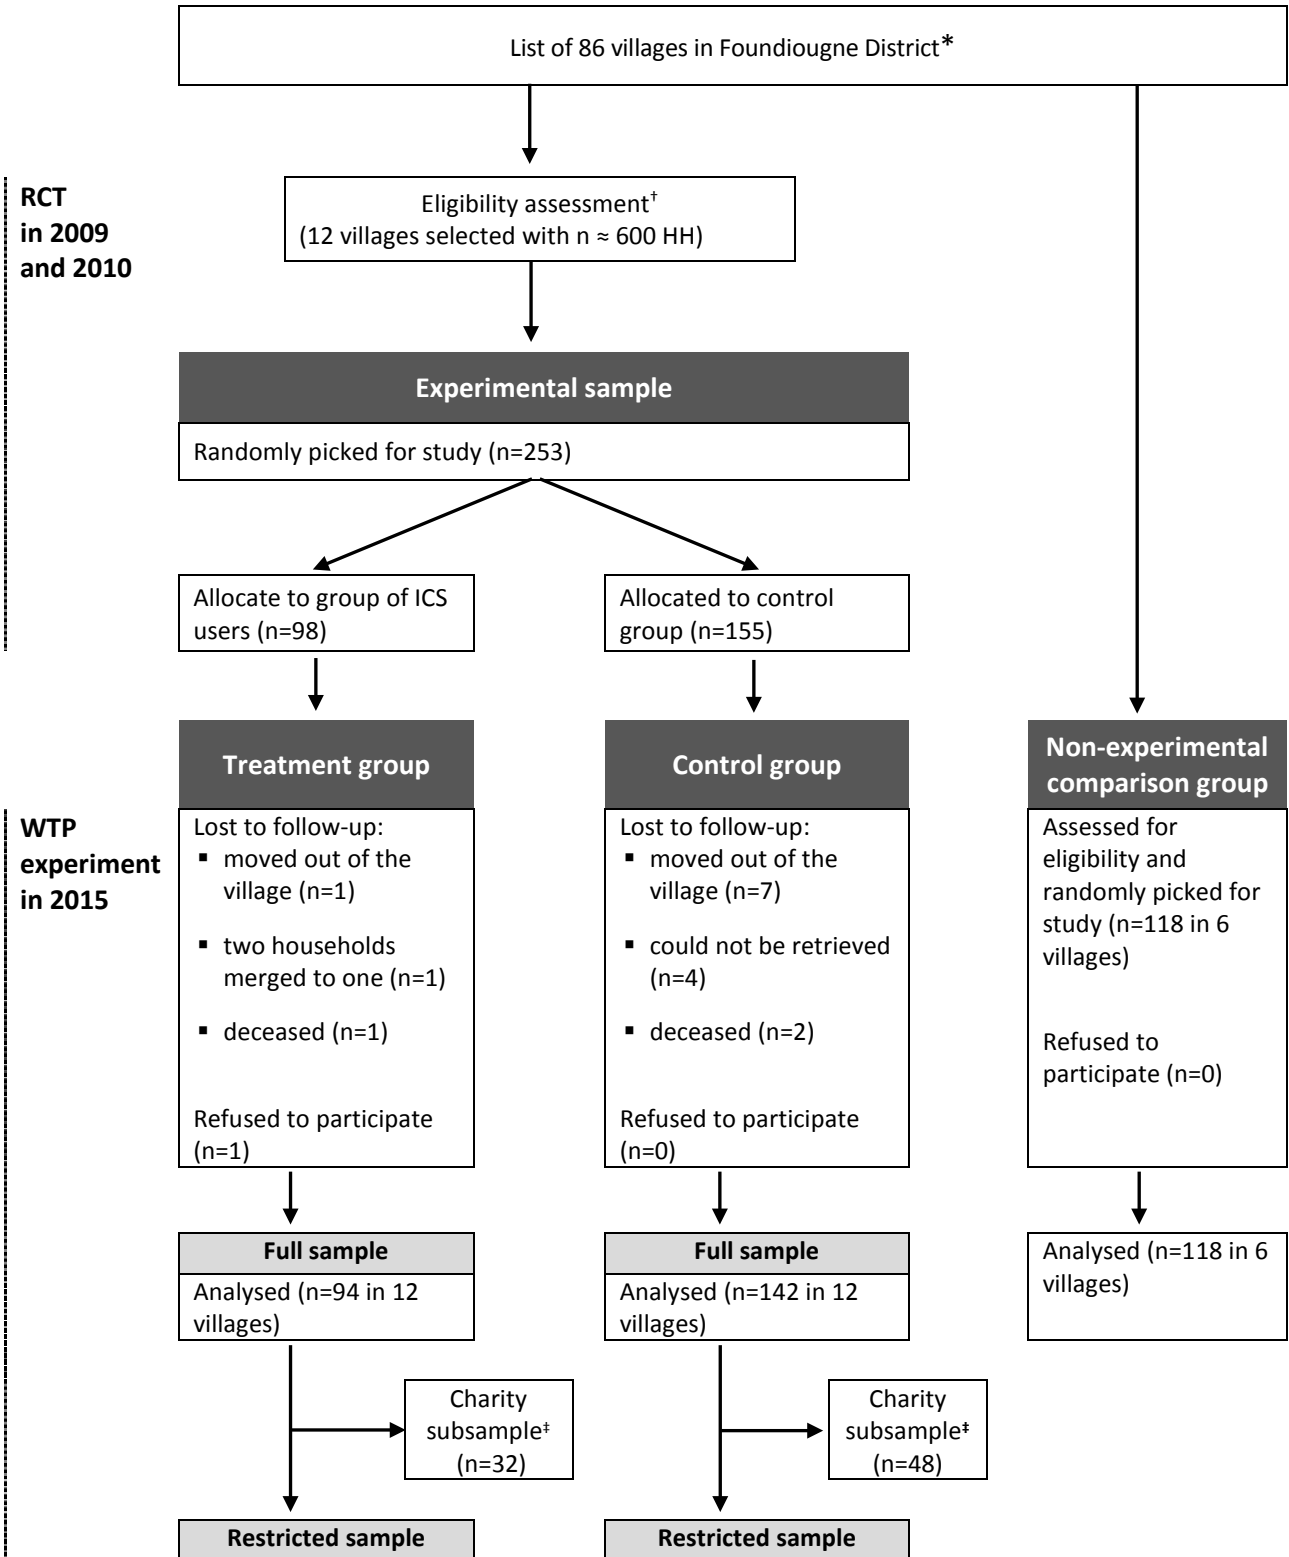 List of 86 villages in Foundiougne District*
RCT
in 2009
and 2010
Eligibility assessment†
(12 villages selected with n ≈ 600 HH)
Experimental sample
Randomly picked for study (n=253)
Allocate to group of ICS
users (n=98)
Allocated to control
group (n=155)
WTP
experiment
in 2015
Treatment group
Lost to follow-up:
▪ moved out of the
village (n=1)
▪ two households
merged to one (n=1)
▪ deceased (n=1)
Refused to participate
(n=1)
Control group
Lost to follow-up:
▪ moved out of the
village (n=7)
▪ could not be retrieved
(n=4)
▪ deceased (n=2)
Refused to participate
(n=0)
Non-experimental
comparison group
Assessed for
eligibility and
randomly picked for
study (n=118 in 6
villages)
Refused to
participate (n=0)
Full sample
Analysed (n=94 in 12
villages)
Full sample
Analysed (n=142 in 12
villages)
Analysed (n=118 in 6
villages)
Charity
subsample‡
(n=32)
Charity
subsample‡
(n=48)
Restricted sample
Restricted sample